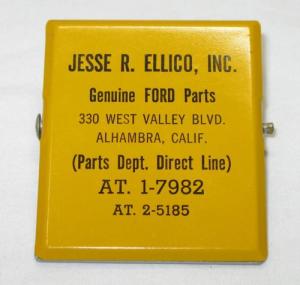 JESSE R. ELLICO, INC.
Genuine FORD Parts
330 WEST VALLEY BLVD.
ALHAMBRA, CALIF.
(Parts Dept. Direct Line)
AT. 1-7982
AT. 2-5185